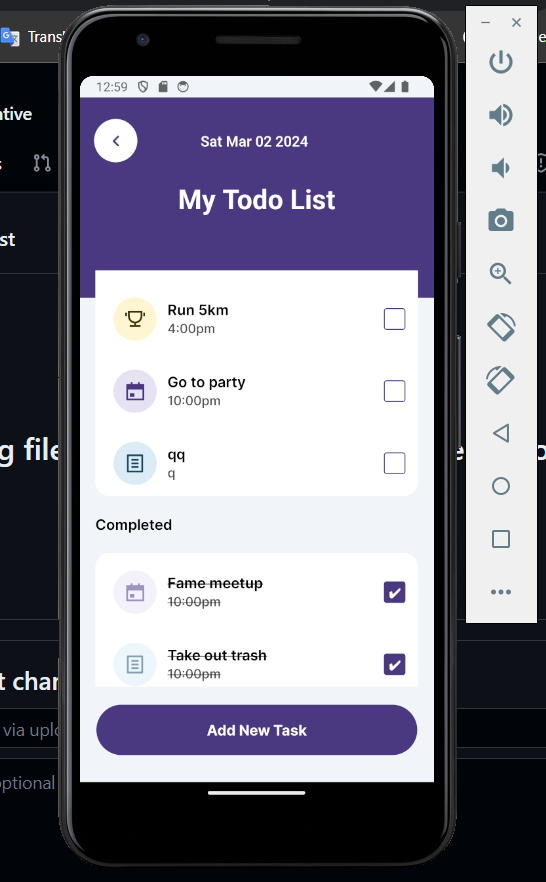 Trans
ative
st
g file
t char
via uplo
optional
12:59
Sat Mar 02 2024
My Todo List
Run 5km
4:00pm
Go to party
10:00pm
qq
q
Completed
Fame meetup
10:00pm
Take out trash
10:00pm
Add New Task